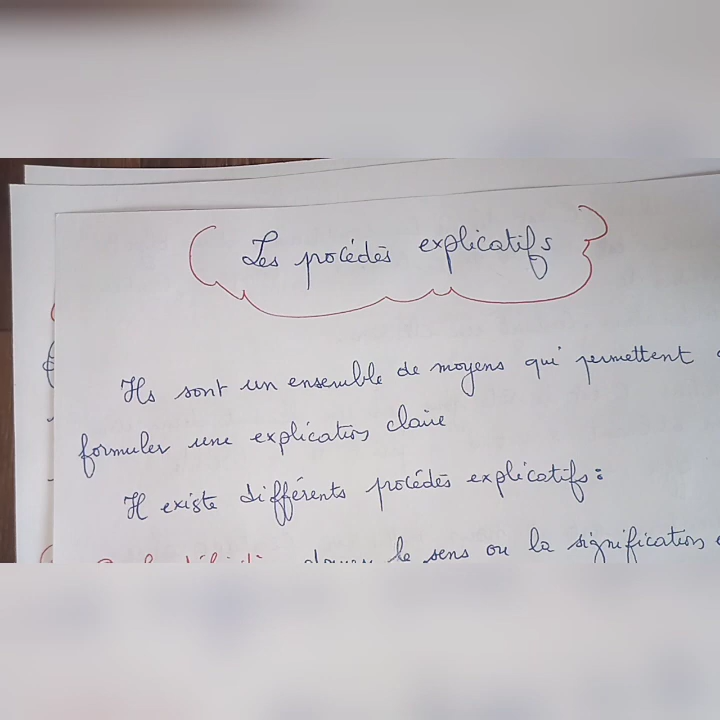 Les procédés explicatifs
Ils sont un ensemble de moyens qui permettent
formuler une explication claire
Il existe différents procédés explicatifs :
le sens ou la signification